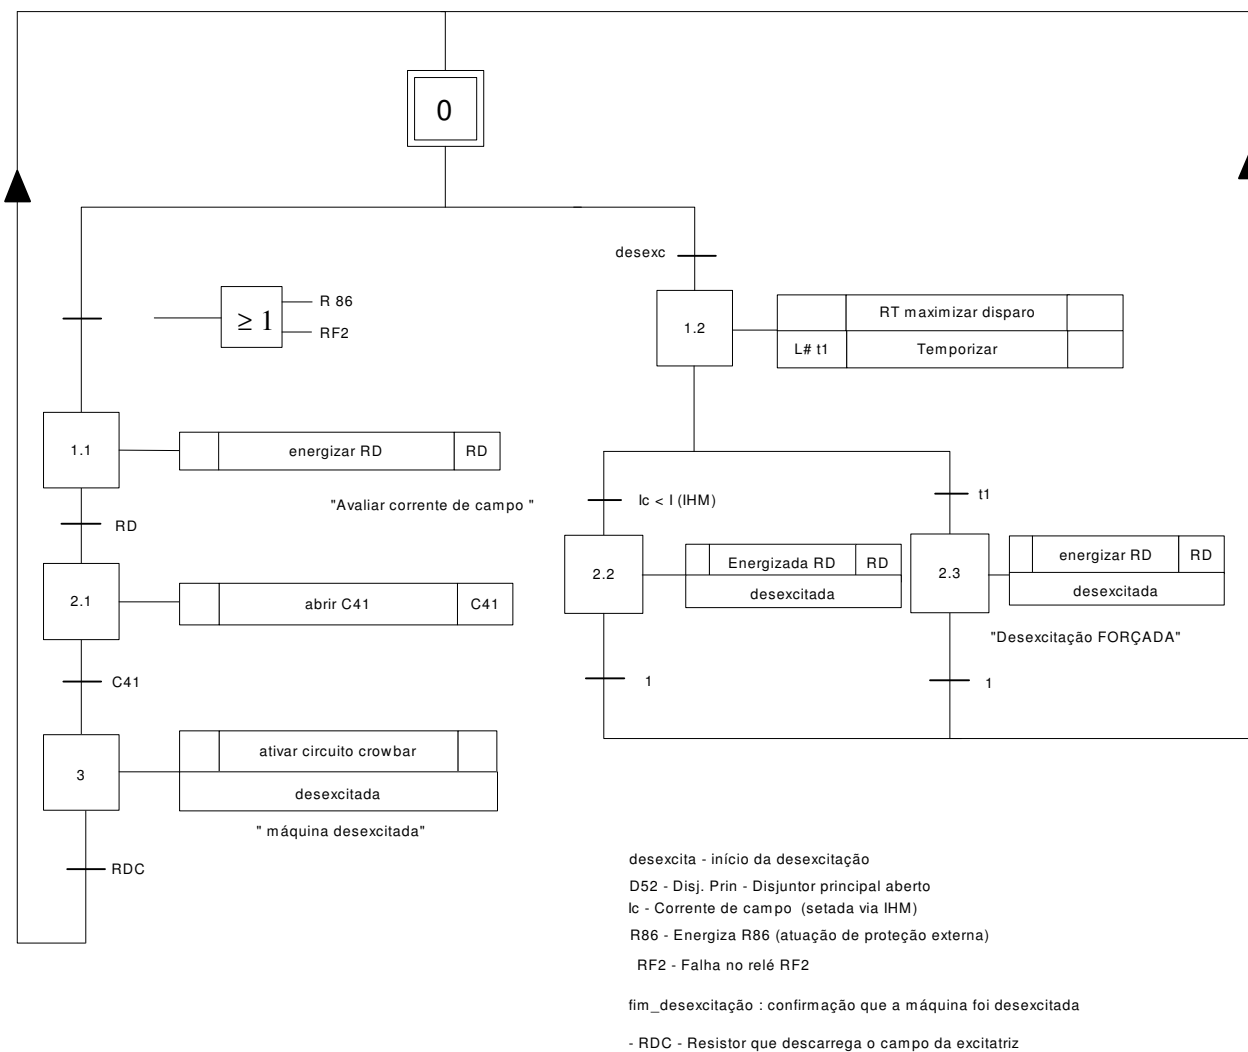 0
desexc
R 86
≥ 1
RF2
1.2
RT maximizar disparo
L# t1
Temporizar
1.1
energizar RD
RD
"Avaliar corrente de campo "
RD
Ic < I (IHM)
t1
2.1
abrir C41
C41
2.2
Energizada RD
RD
desexcitada
2.3
energizar RD
RD
desexcitada
"Desexcitação FORÇADA"
C41
1
1
3
ativar circuito crowbar
desexcitada
" máquina desexcitada"
RDC
desexcita - início da desexcitação
D52 - Disj. Prin - Disjuntor principal aberto
Ic - Corrente de campo (setada via IHM)
R86 - Energiza R86 (atuação de proteção externa)
RF2 - Falha no relé RF2
fim_desexcitação : confirmação que a máquina foi desexcitada
- RDC - Resistor que descarrega o campo da excitatriz